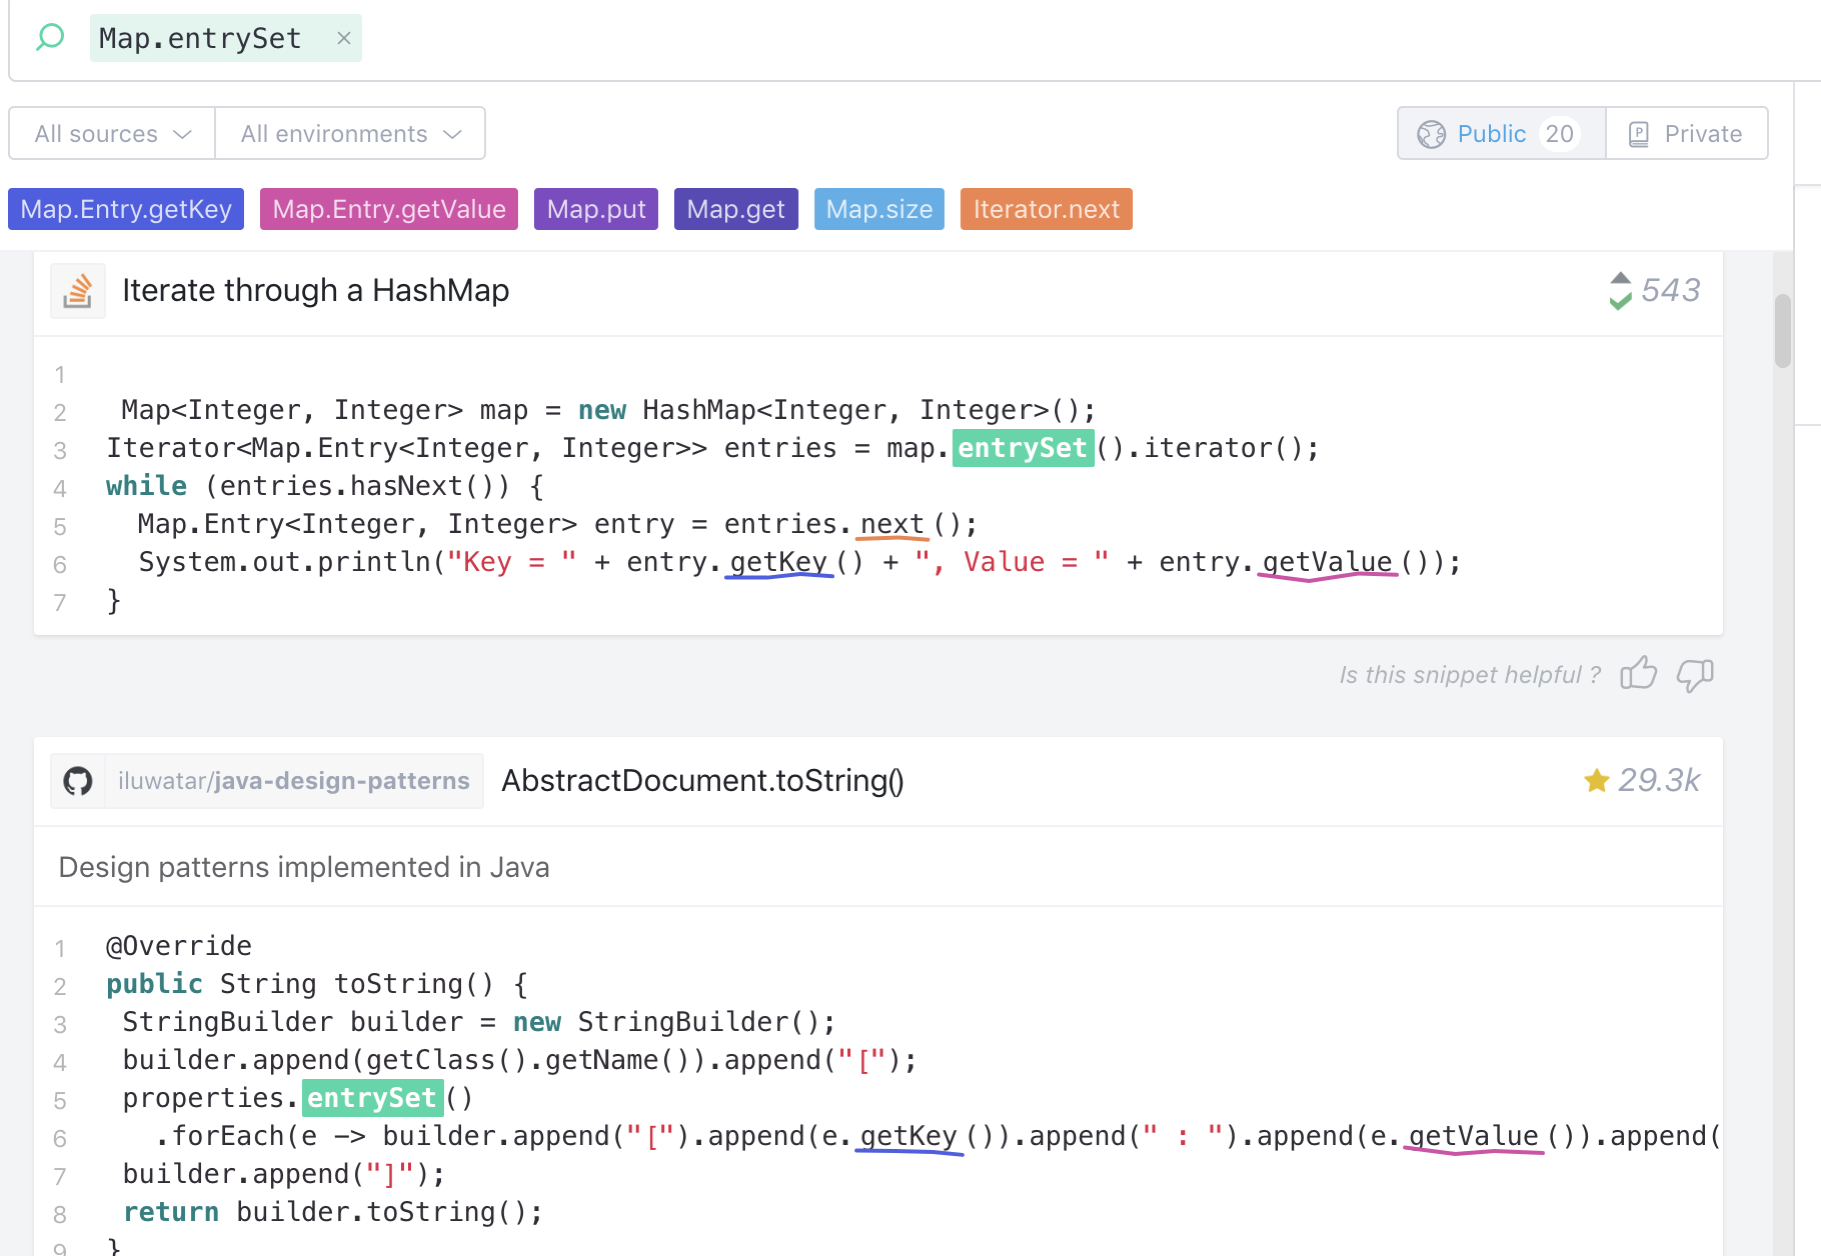 Map.entrySet ×
All sources All environments Public 20 Private
Map.Entry.getKey Map.Entry.getValue Map.put Map.get Map.size Iterator.next
Iterate through a HashMap 543
1
2 Map<Integer, Integer> map = new HashMap<Integer, Integer>();
3 Iterator<Map.Entry<Integer, Integer>> entries = map.entrySet().iterator();
4 while (entries.hasNext()) {
5 Map.Entry<Integer, Integer> entry = entries.next();
6 System.out.println("Key = " + entry.getKey() + ", Value = " + entry.getValue());
7 }
Is this snippet helpful ?
iluwatar/java-design-patterns AbstractDocument.toString() 29.3k
Design patterns implemented in Java
1 @Override
2 public String toString() {
3 StringBuilder builder = new StringBuilder();
4 builder.append(getClass().getName()).append("[");
5 properties.entrySet()
6 .forEach(e -> builder.append("[").append(e.getKey()).append(" : ").append(e.getValue()).append(
7 builder.append("]");
8 return builder.toString();
9 }